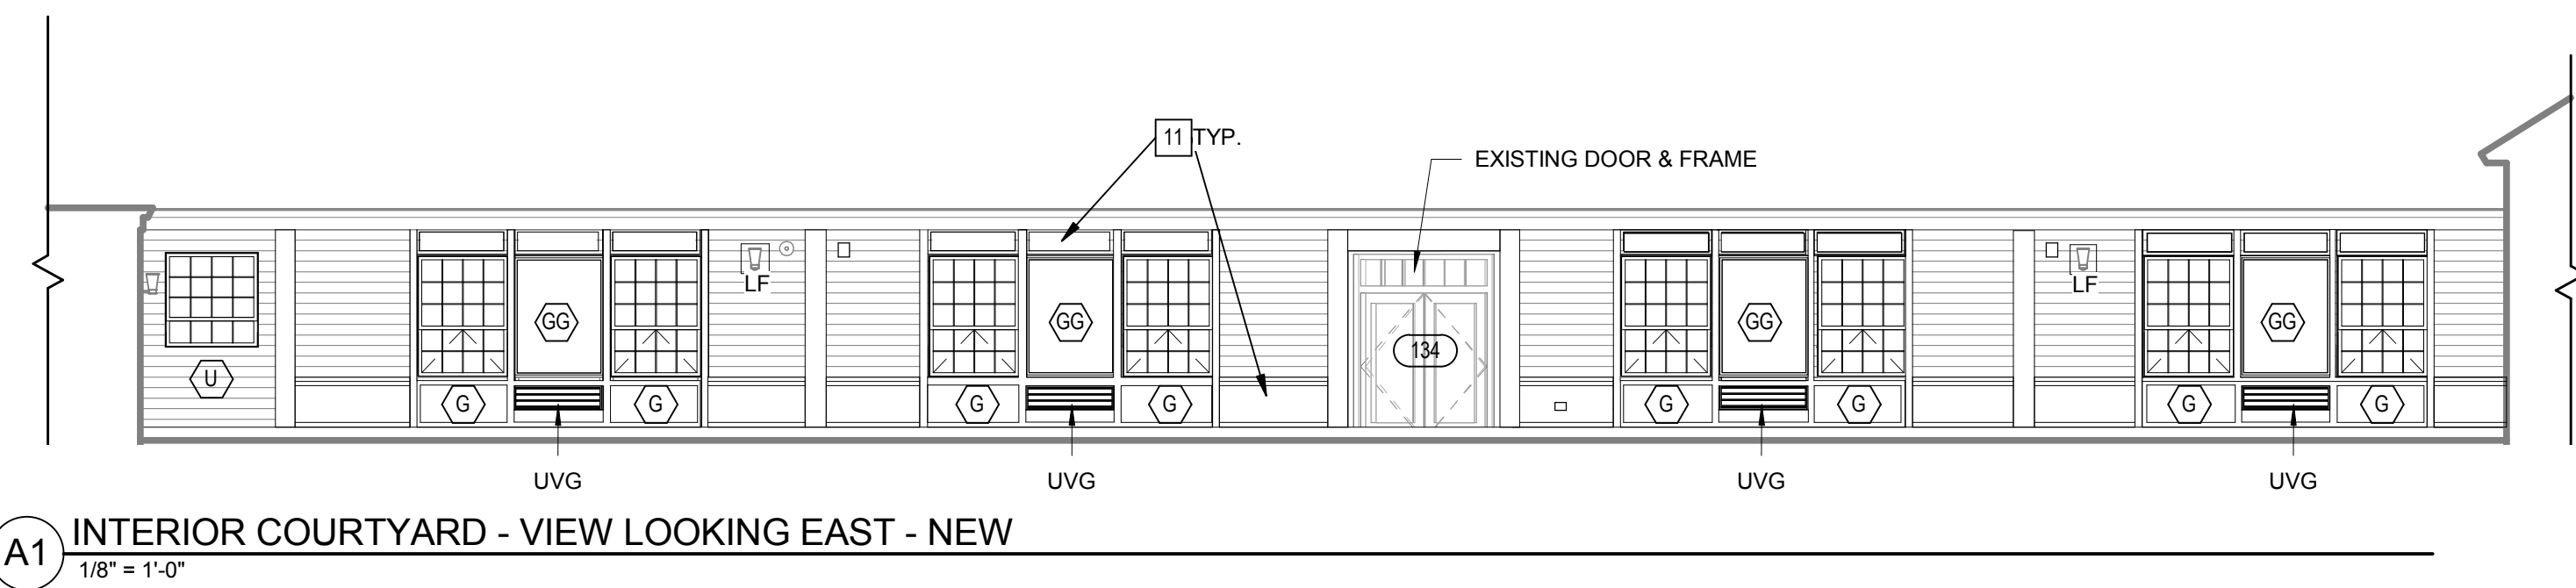 11 TYP.
EXISTING DOOR & FRAME
LF
LF
GG
GG
GG
GG
134
U
G
G
G
G
G
G
G
G
UVG
UVG
UVG
UVG
A1
INTERIOR COURTYARD - VIEW LOOKING EAST - NEW
1/8" = 1'-0"